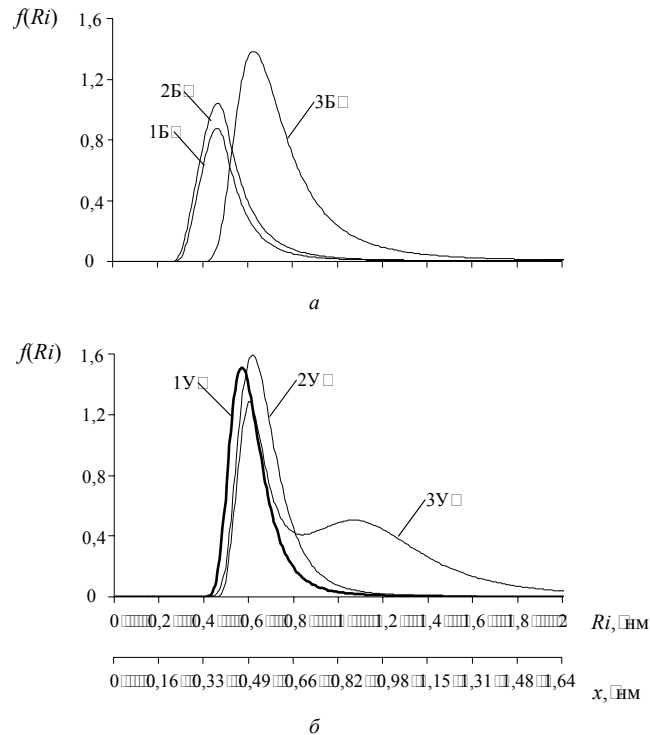 f(Ri)
1,6
1,2
0,8
0,4
0
2Б
1Б
3Б
а
f(Ri)
1,6
1,2
0,8
0,4
0
1У
2У
3У
0 0,2 0,4 0,6 0,8 1 1,2 1,4 1,6 1,8 2 Ri, нм
0 0,16 0,33 0,49 0,66 0,82 0,98 1,15 1,31 1,48 1,64 x, нм
б